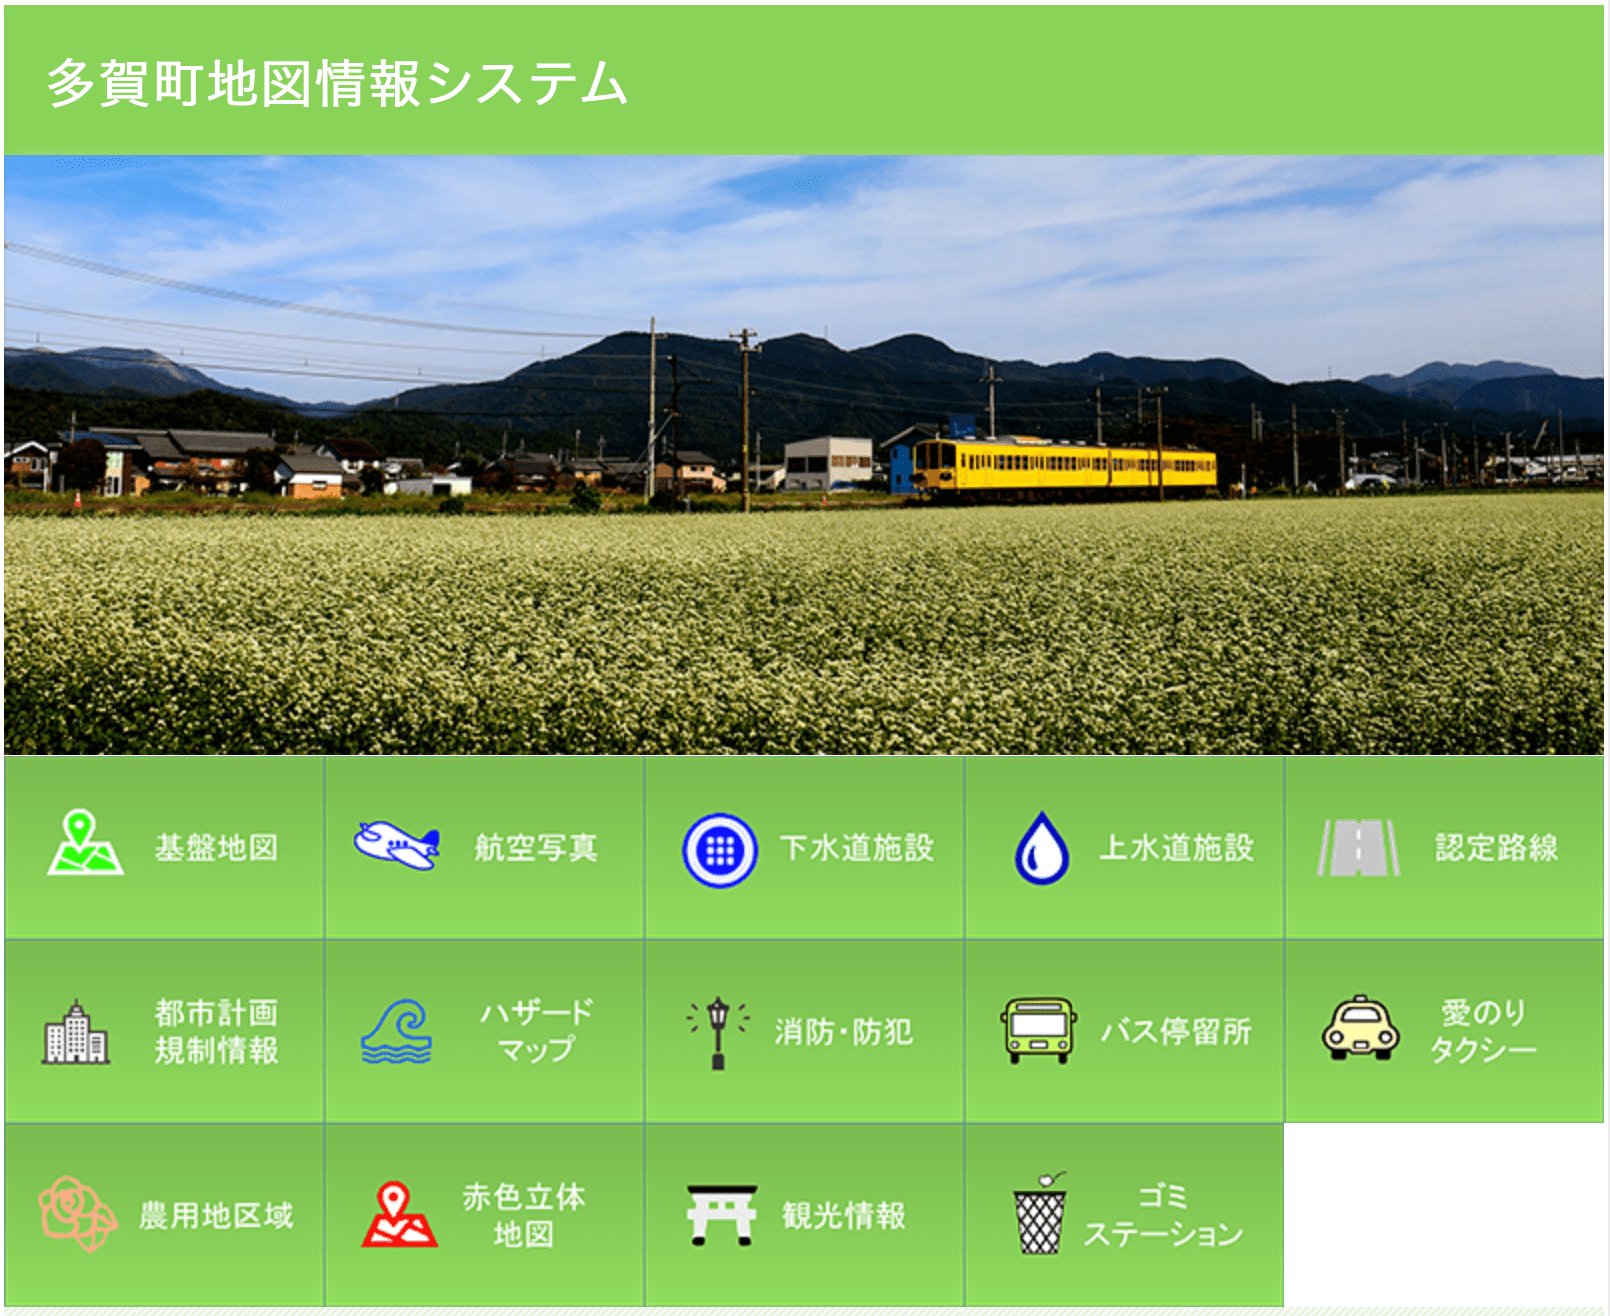 多賀町地図情報システム
基盤地図
航空写真
下水道施設
上水道施設
認定路線
都市計画
規制情報
ハザード
マップ
消防・防犯
バス停留所
愛のり
タクシー
農用地区域
赤色立体
地図
観光情報
ゴミ
ステーション